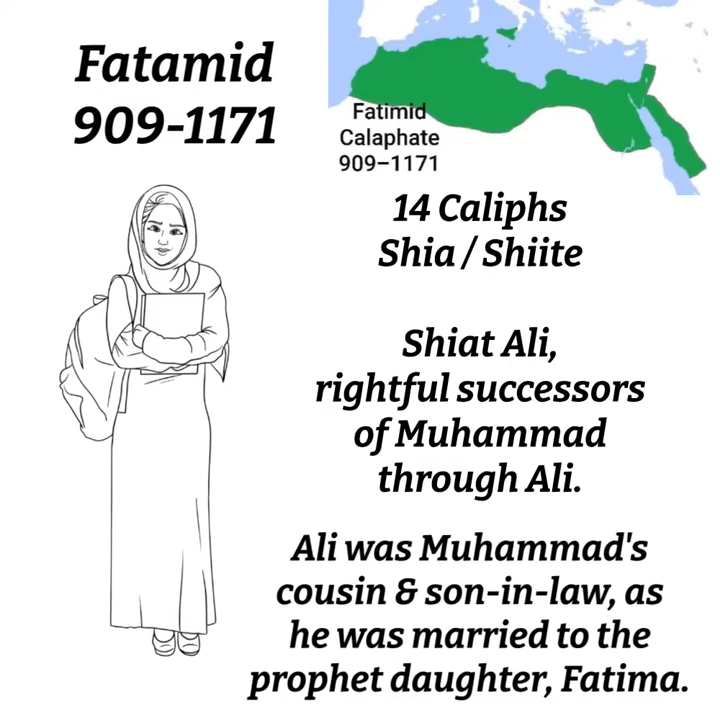 Fatamid
909-1171
Fatimid
Calaphate
909–1171
14 Caliphs
Shia / Shiite
Shiat Ali,
rightful successors
of Muhammad
through Ali.
Ali was Muhammad's
cousin & son-in-law, as
he was married to the
prophet daughter, Fatima.